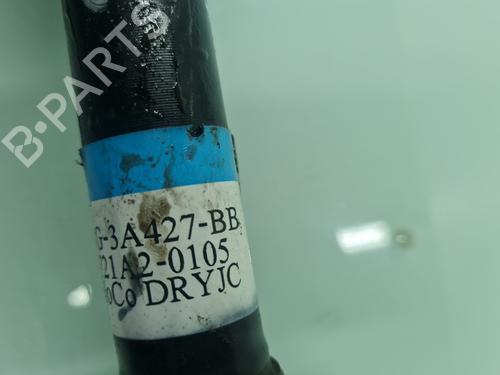 B·PARTS
G-3A427-BB
21A2-0105
oCo DRYJC